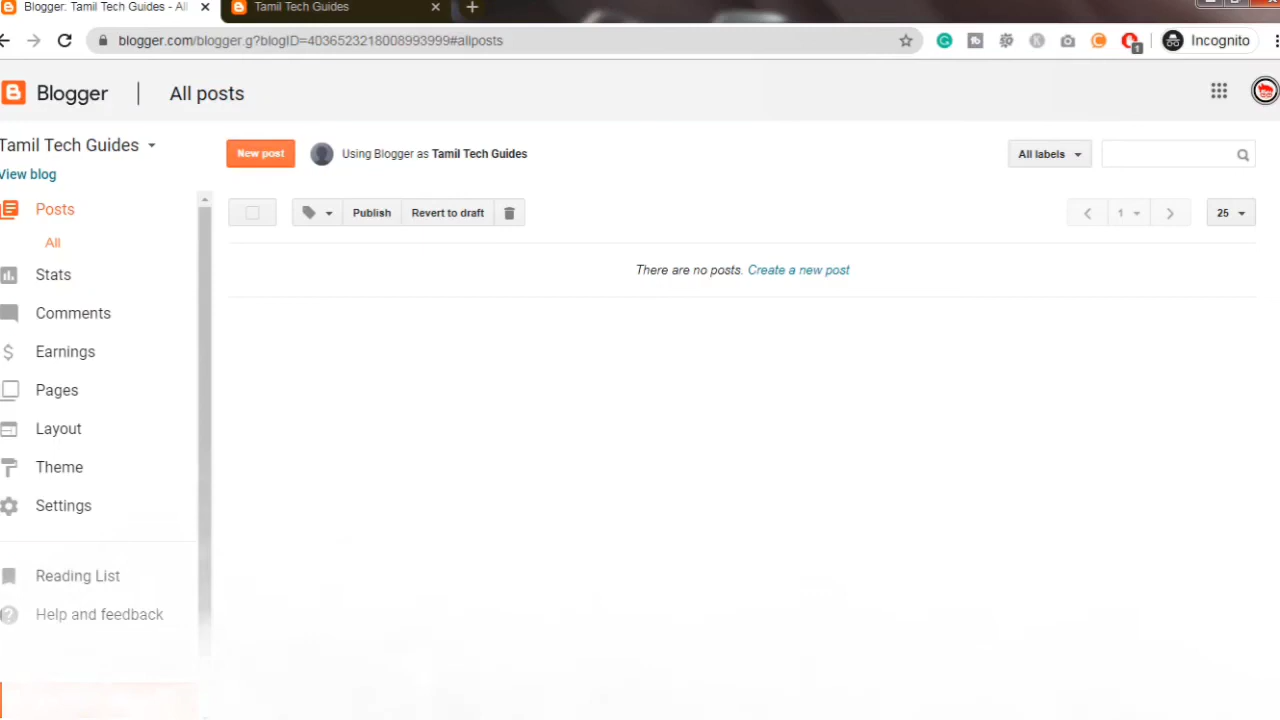 Blogger: Tamil Tech Guides - All
Tamil Tech Guides
blogger.com/blogger.g?blogID=4036523218008993999#allposts
1
Incognito
Blogger
All posts
Tamil Tech Guides
View blog
New post
Using Blogger as Tamil Tech Guides
All labels
Posts
All
Publish
Revert to draft
1
25
There are no posts. Create a new post
Stats
Comments
Earnings
Pages
Layout
Theme
Settings
Reading List
Help and feedback